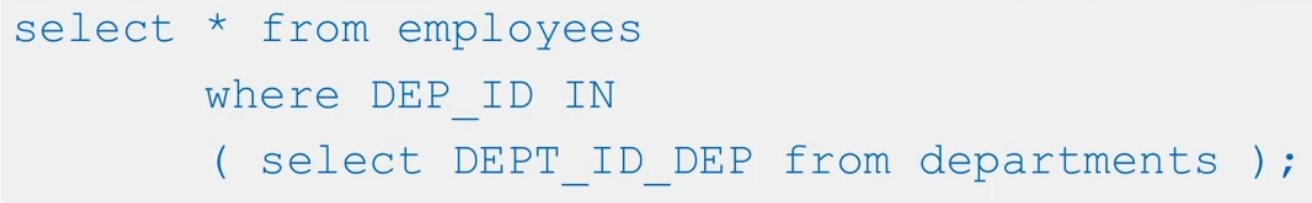 select * from employees
where DEP_ID IN
( select DEPT_ID_DEP from departments );